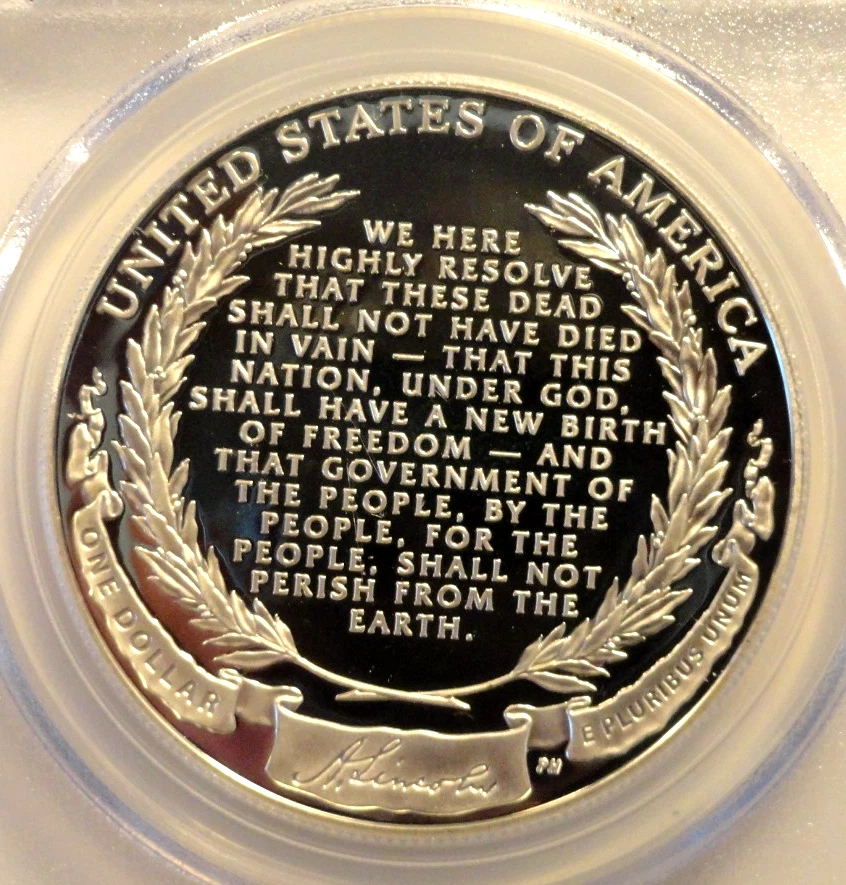 UNITED STATES OF AMERICA
WE HERE
HIGHLY RESOLVE
THAT THESE DEAD
SHALL NOT HAVE DIED
IN VAIN — THAT THIS
NATION, UNDER GOD,
SHALL HAVE A NEW BIRTH
OF FREEDOM — AND
THAT GOVERNMENT OF
THE PEOPLE, BY THE
PEOPLE, FOR THE
PEOPLE, SHALL NOT
PERISH FROM THE
EARTH.
ONE DOLLAR
A. Lincoln
PH
E PLURIBUS UNUM